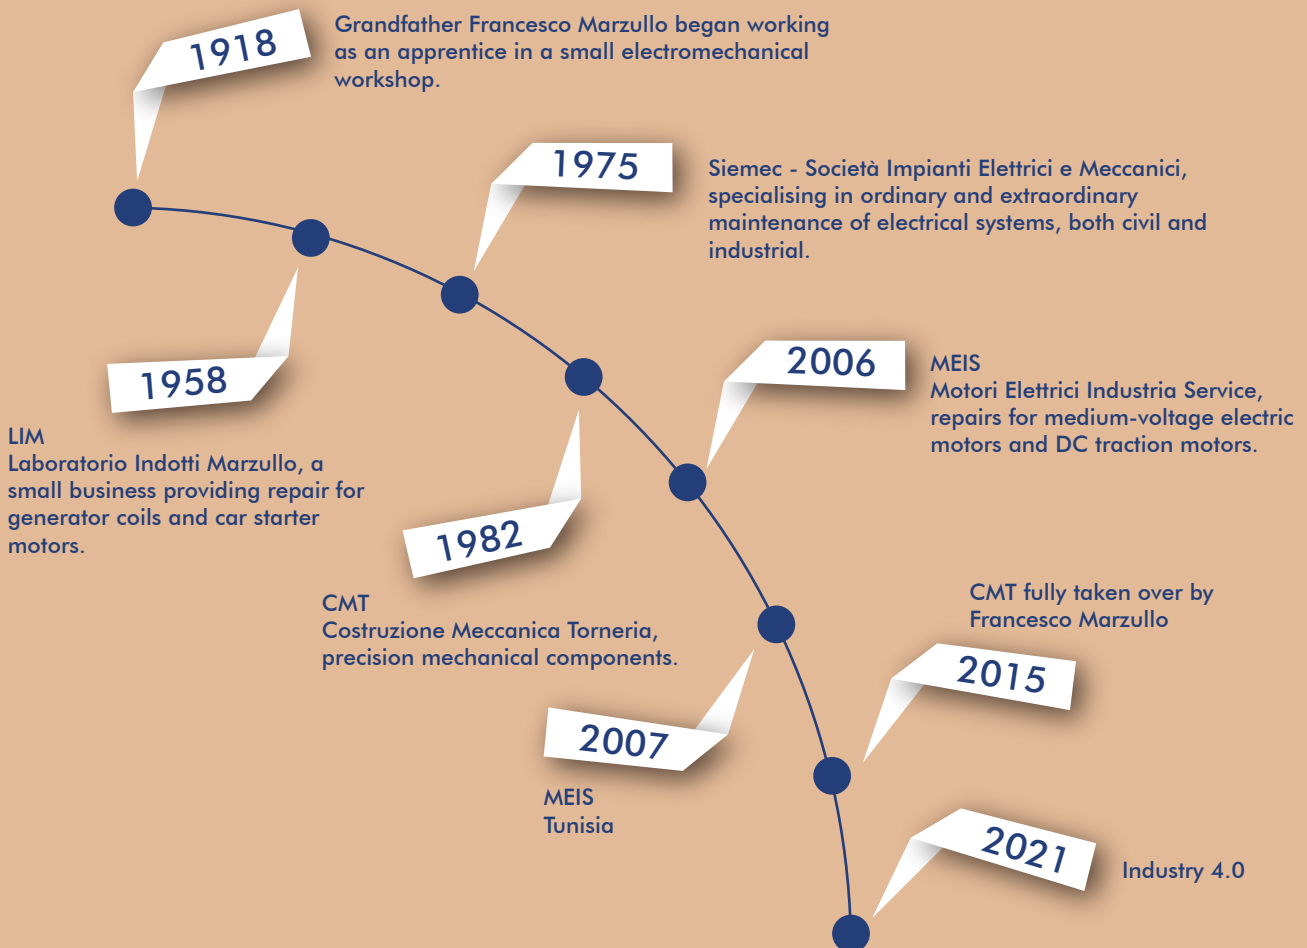 1918
Grandfather Francesco Marzullo began working
as an apprentice in a small electromechanical
workshop.
1958
LIM
Laboratorio Indotti Marzullo, a
small business providing repair for
generator coils and car starter
motors.
1975
Siemec - Società Impianti Elettrici e Meccanici,
specialising in ordinary and extraordinary
maintenance of electrical systems, both civil and
industrial.
1982
CMT
Costruzione Meccanica Torneria,
precision mechanical components.
2006
MEIS
Motori Elettrici Industria Service,
repairs for medium-voltage electric
motors and DC traction motors.
2007
MEIS
Tunisia
CMT fully taken over by
Francesco Marzullo
2015
2021
Industry 4.0